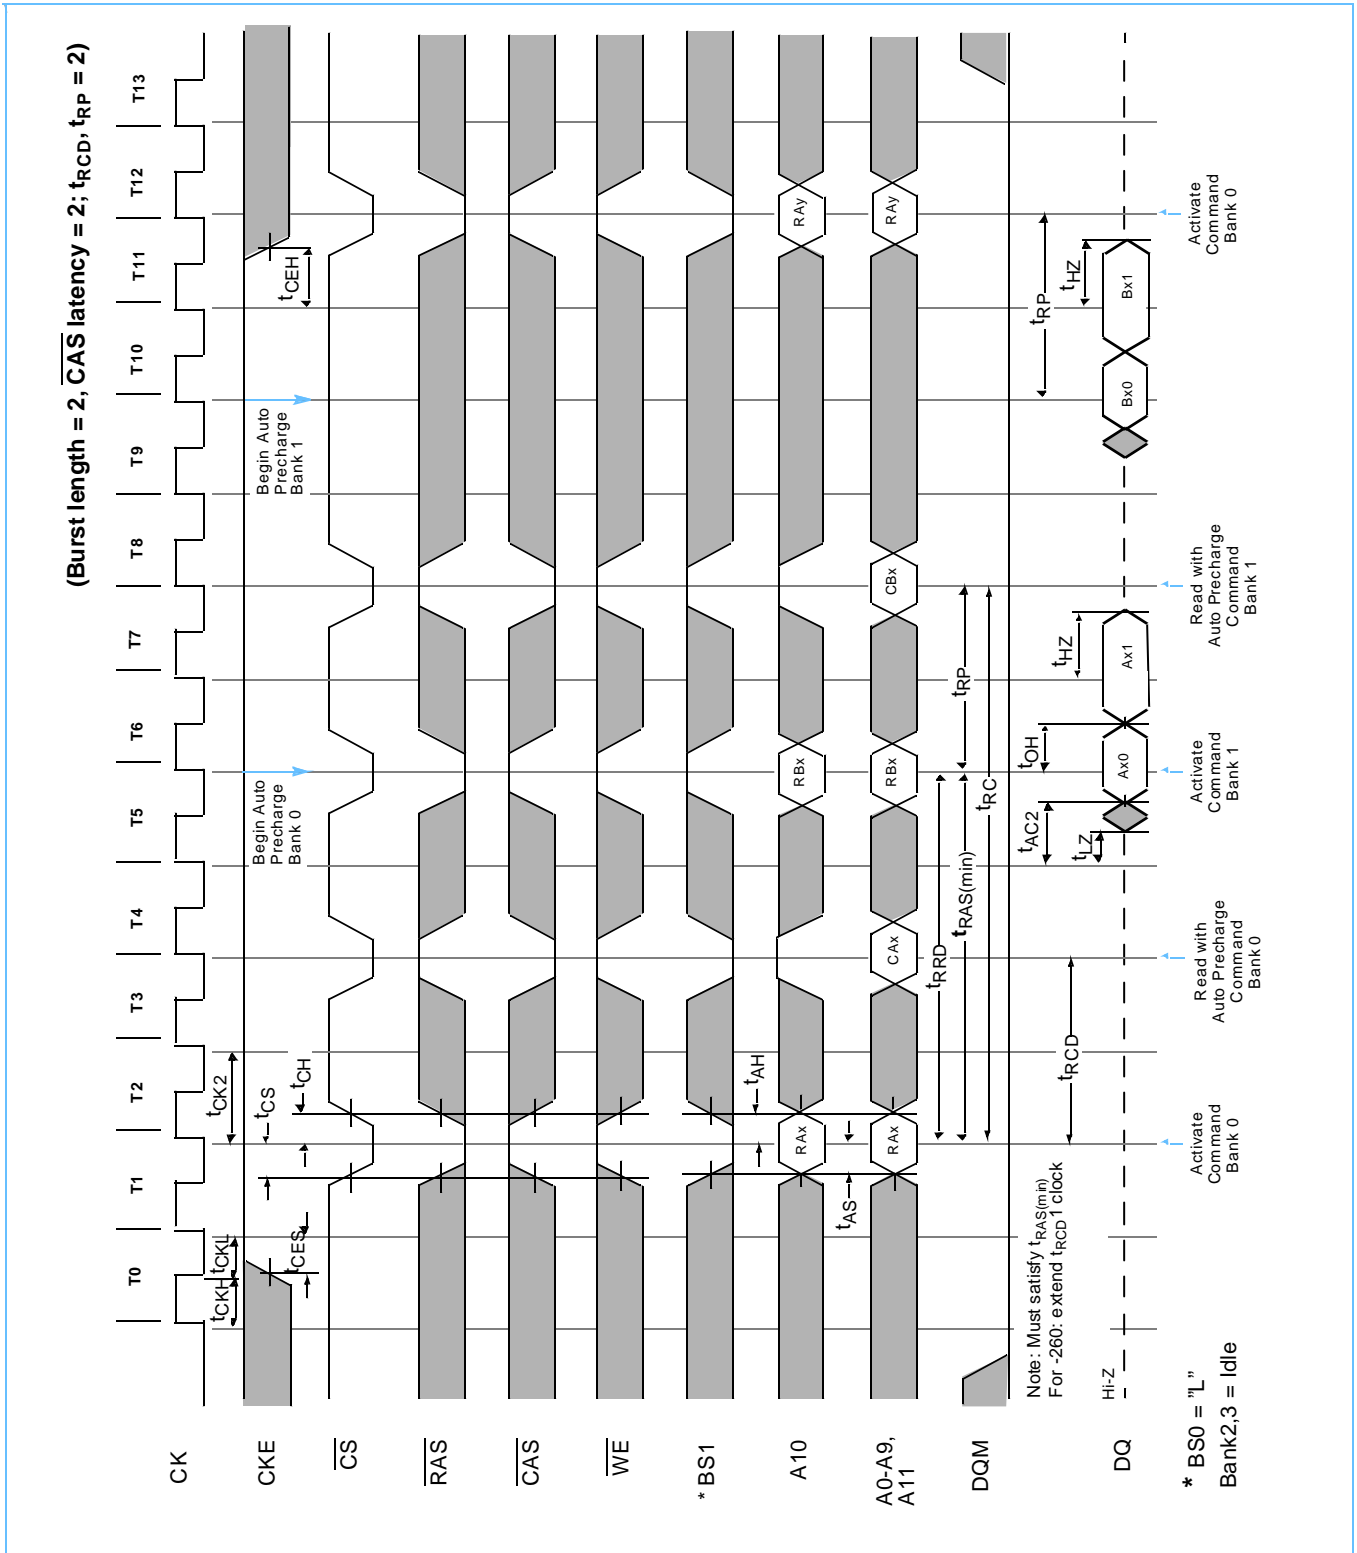 (Burst length = 2, CAS latency = 2; tRCD, tRP = 2)
T0 T1 T2 T3 T4 T5 T6 T7 T8 T9 T10 T11 T12 T13
CK
tCKH tCKL tCK2
CKE
tCES
tCS
tCH
Begin Auto
Precharge
Bank 0
Begin Auto
Precharge
Bank 1
tCEH
CS
RAS
CAS
WE
* BS1
tAH
A10
RAx RBx RAy
tAS
A0-A9,
A11
RAx CAx RBx CBx RAy
tRRD
tRAS(min)
tRP
tRC
DQM
Note: Must satisfy tRAS(min)
For -260: extend tRCD 1 clock
tRCD
tAC2
tOH
tLZ
tHZ
tRP
tHZ
Hi-Z
DQ
Ax0 Ax1 Bx0 Bx1
Activate
Command
Bank 0
Read with
Auto Precharge
Command
Bank 0
Activate
Command
Bank 1
Read with
Auto Precharge
Command
Bank 1
Activate
Command
Bank 0
* BS0 = ”L”
Bank2,3 = Idle